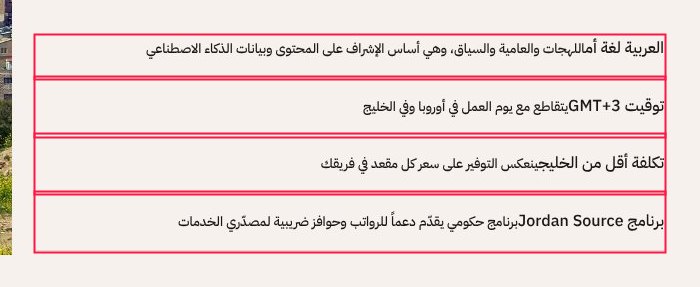 العربية لغة أماللهجات والعامية والسياق، وهي أساس الإشراف على المحتوى وبيانات الذكاء الاصطناعي
توقيت GMT+3يتقاطع مع يوم العمل في أوروبا وفي الخليج
تكلفة أقل من الخليجينعكس التوفير على سعر كل مقعد في فريقك
برنامج Jordan Sourceبرنامج حكومي يقدّم دعماً للرواتب وحوافز ضريبية لمصدّري الخدمات